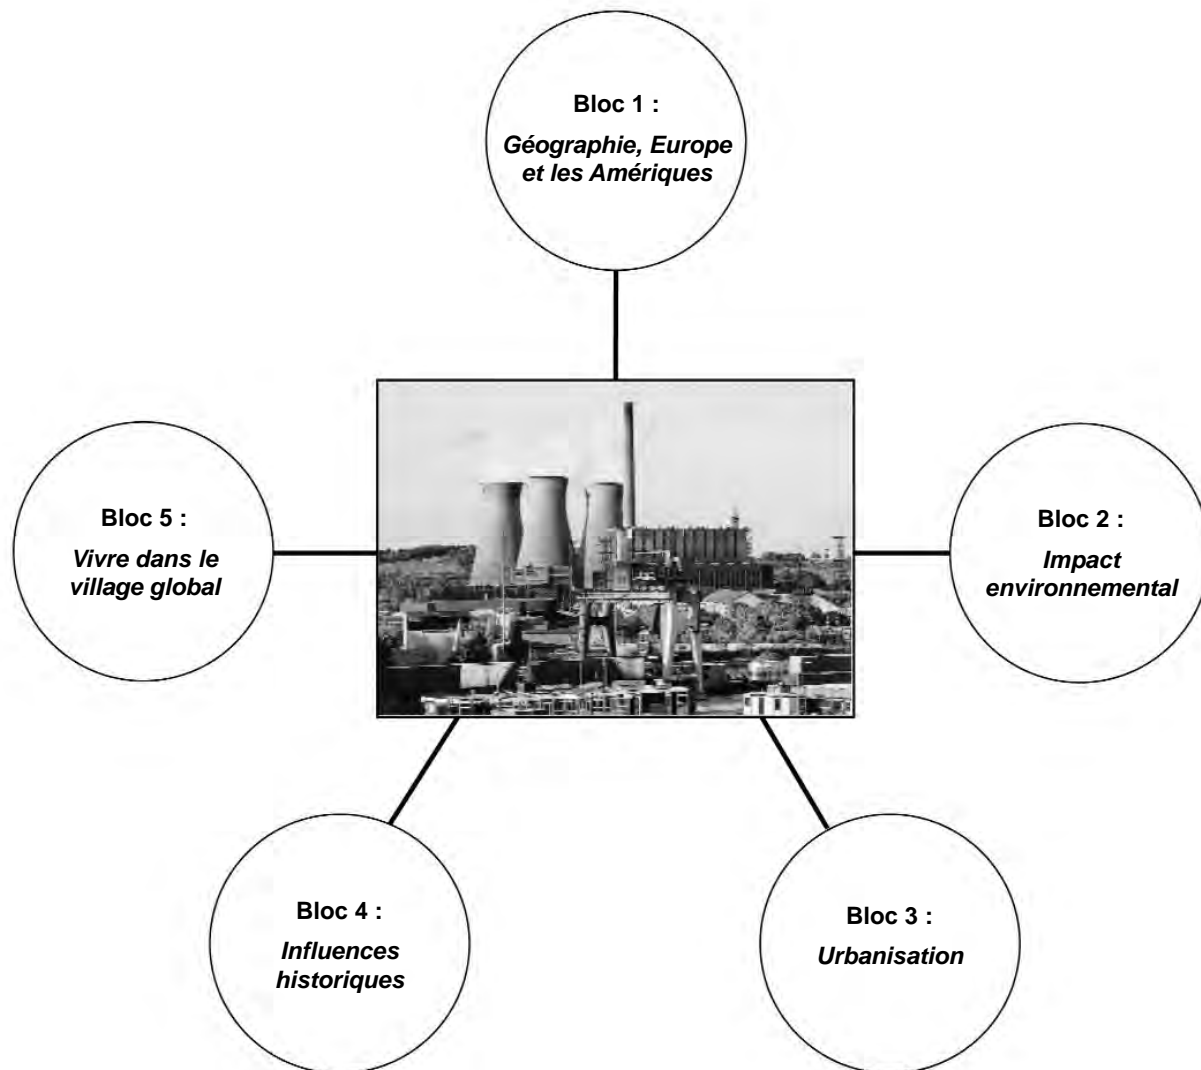 Bloc 1 :
Géographie, Europe
et les Amériques
Bloc 5 :
Vivre dans le
village global
Bloc 2 :
Impact
environnemental
Bloc 4 :
Influences
historiques
Bloc 3 :
Urbanisation